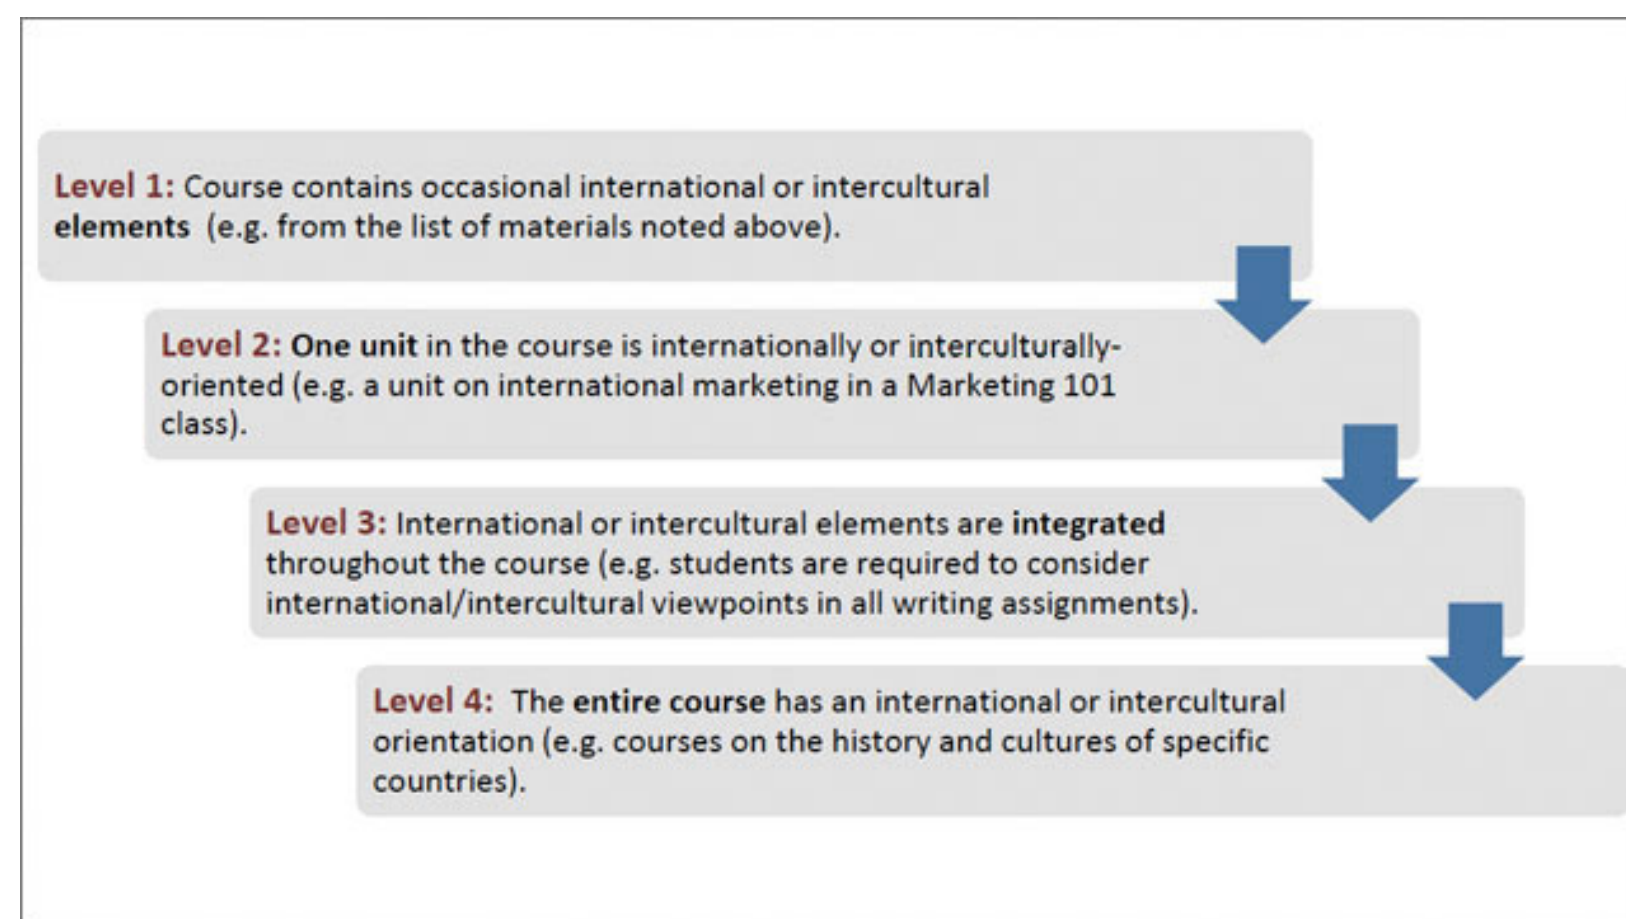 Level 1: Course contains occasional international or intercultural
elements (e.g. from the list of materials noted above).
Level 2: One unit in the course is internationally or interculturally-
oriented (e.g. a unit on international marketing in a Marketing 101
class).
Level 3: International or intercultural elements are integrated
throughout the course (e.g. students are required to consider
international/intercultural viewpoints in all writing assignments).
Level 4: The entire course has an international or intercultural
orientation (e.g. courses on the history and cultures of specific
countries).